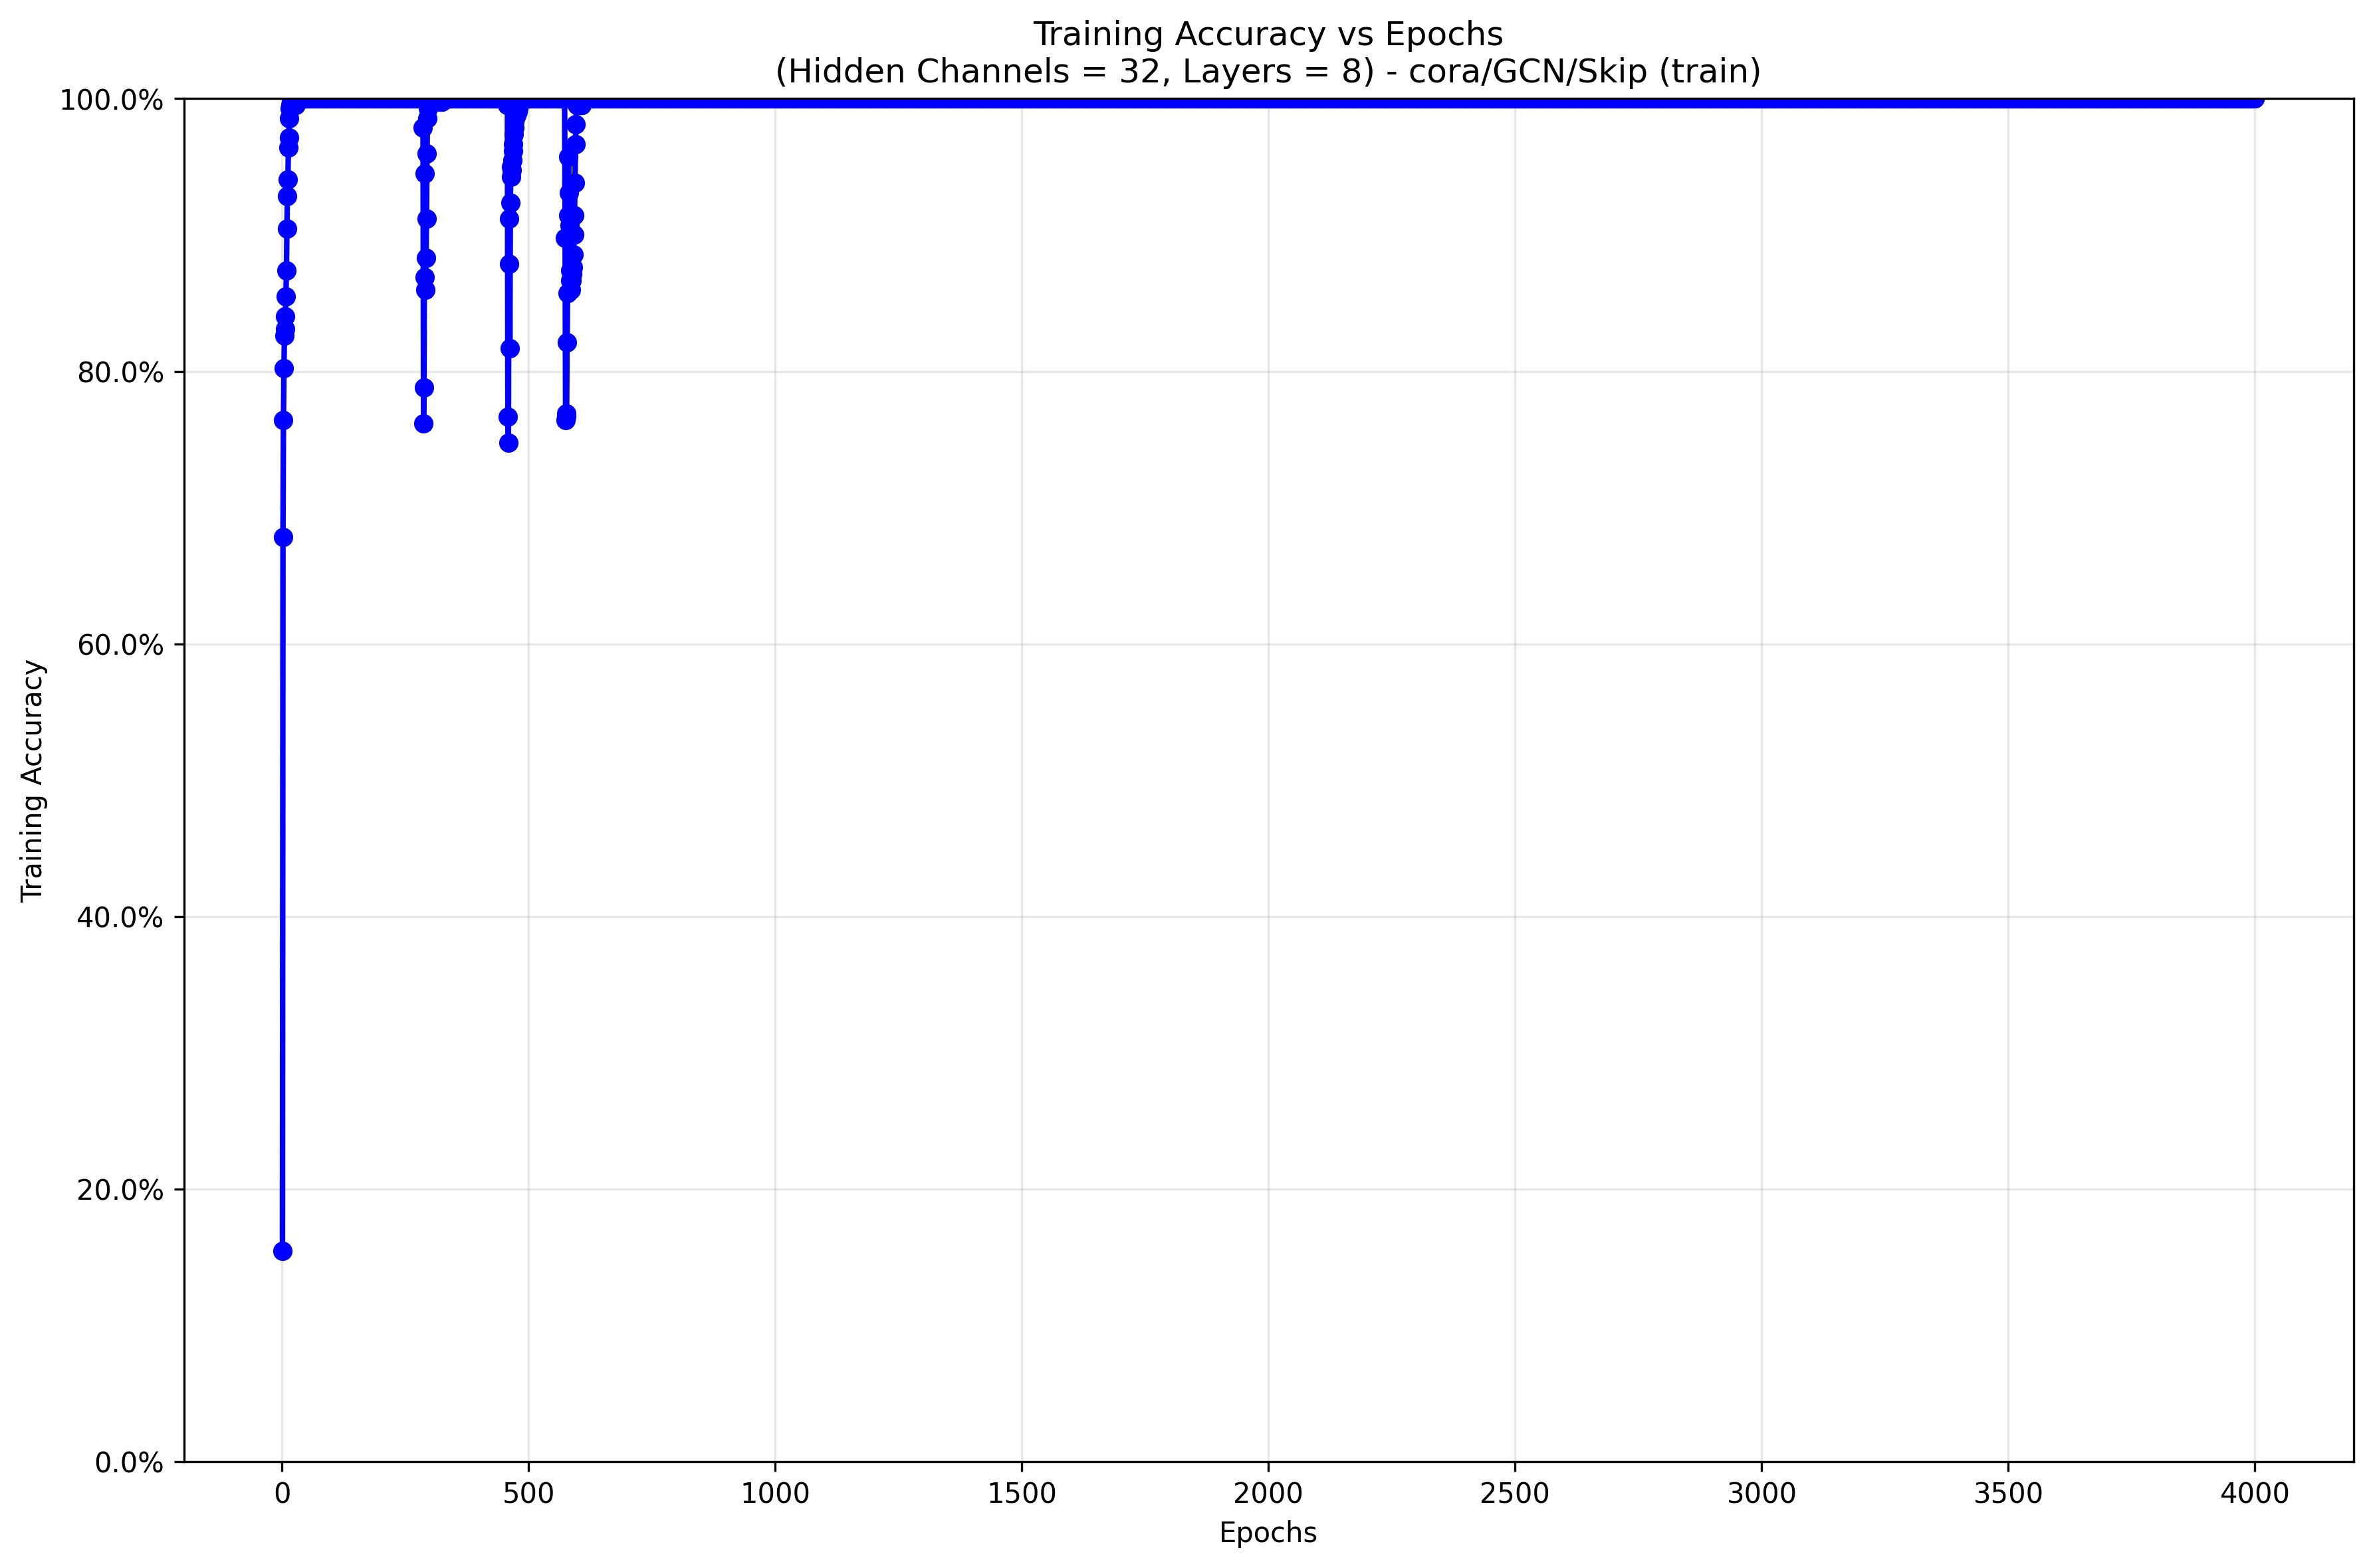 Training Accuracy vs Epochs
(Hidden Channels = 32, Layers = 8) - cora/GCN/Skip (train)
100.0%
80.0%
60.0%
40.0%
20.0%
0.0%
Training Accuracy
0 500 1000 1500 2000 2500 3000 3500 4000
Epochs